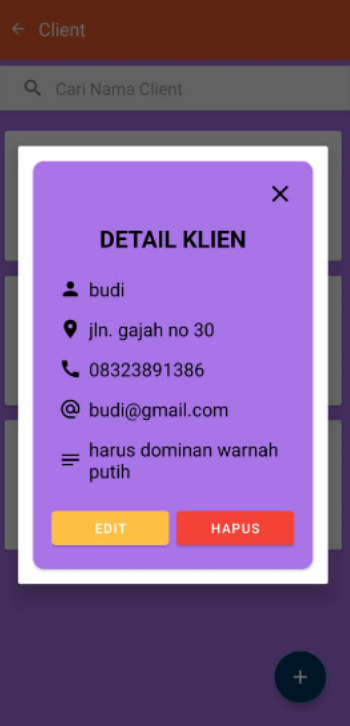 Client
Cari Nama Client
DETAIL KLIEN
budi
jln. gajah no 30
08323891386
budi@gmail.com
harus dominan warnah
putih
EDIT
HAPUS